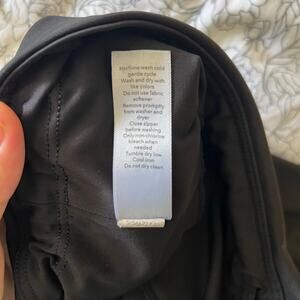 Machine wash cold
gentle cycle
Wash and dry with
like colors
Do not use fabric
softener
Remove promptly
from washer and
dryer
Close zipper
before washing
Only non-chlorine
bleach when
needed
Tumble dry low
Cool iron
Do not dry clean